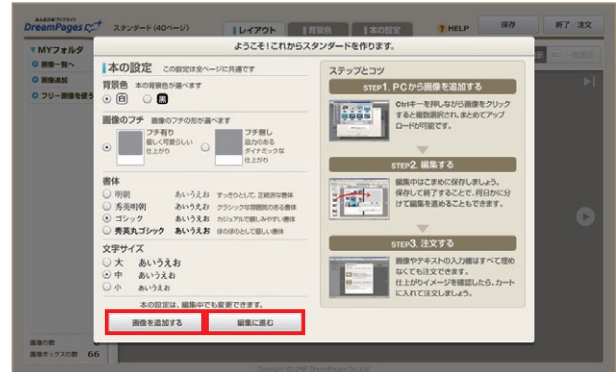 DreamPages
スタンダード(40ページ)
レイアウト
背景色
本の設定
? HELP
保存
終了/注文
▼MYフォルダ
画像一覧へ
画像追加
フリー画像を使う
ようこそ!これからスタンダードを作ります。
本の設定 この設定は全ページに共通です
背景色 本の背景色が選べます
白 黒
画像のフチ 画像のフチの形が選べます
フチ有り
優しく可愛らしい
仕上がり
フチ無し
迫力のある
ダイナミックな
仕上がり
書体
明朝 あいうえお すっきりとして、正統派な書体
秀英明朝 あいうえお クラシックな雰囲気のある書体
ゴシック あいうえお カジュアルで親しみやすい書体
秀英丸ゴシック あいうえお ほのぼのとして優しい書体
文字サイズ
大 あいうえお
中 あいうえお
小 あいうえお
本の設定は、編集中でも変更できます。
画像を追加する
編集に進む
ステップとコツ
STEP1. PCから画像を追加する
Ctrlキーを押しながら画像をクリック
すると複数選択され、まとめてアップ
ロードが可能です。
STEP2. 編集する
編集中はこまめに保存しましょう。
保存して終了することで、何日かに分
けて編集を進めることもできます。
STEP3. 注文する
画像やテキストの入力欄はすべて埋め
なくても注文できます。
仕上がりイメージを確認したら、カート
に入れて注文しましょう。
画像の数
画像ボックスの数 66
Copyright (C) DNP DreamPages Co.,Ltd.